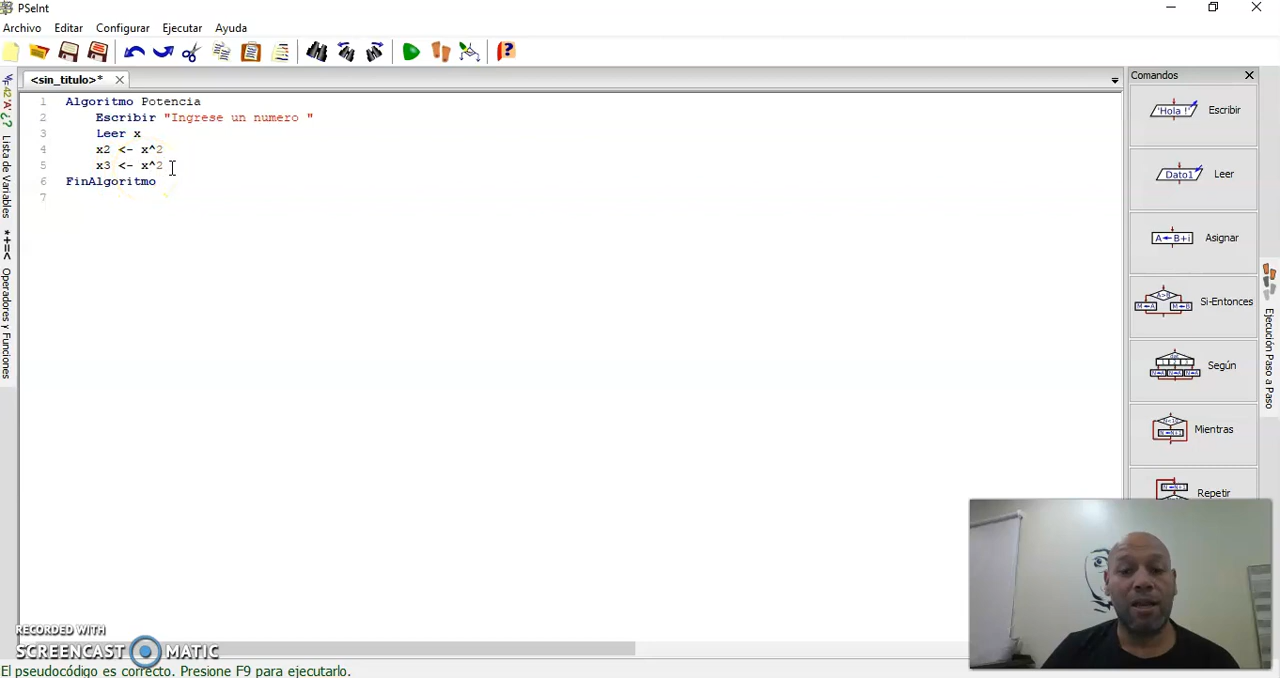 PSeInt
Archivo Editar Configurar Ejecutar Ayuda
<sin_titulo>*
Comandos
1 Algoritmo Potencia
2 Escribir "Ingrese un numero "
3 Leer x
4 x2 <- x^2
5 x3 <- x^2
6 FinAlgoritmo
7
Lista de Variables
*+=<
Operadores y Funciones
'Hola !' Escribir
Dato1 Leer
A←B+i Asignar
Si-Entonces
Según
Mientras
Repetir
Ejecución Paso a Paso
RECORDED WITH
SCREENCAST MATIC
El pseudocódigo es correcto. Presione F9 para ejecutarlo.